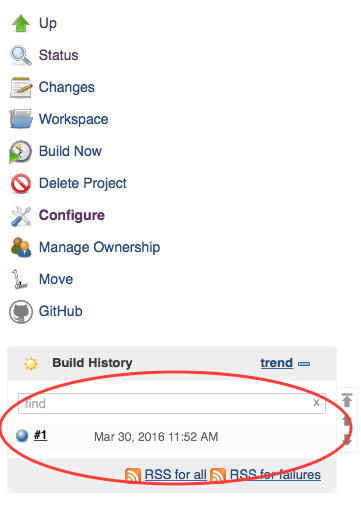 Up
Status
Changes
Workspace
Build Now
Delete Project
Configure
Manage Ownership
Move
GitHub
Build History trend
find x
#1 Mar 30, 2016 11:52 AM
RSS for all RSS for failures